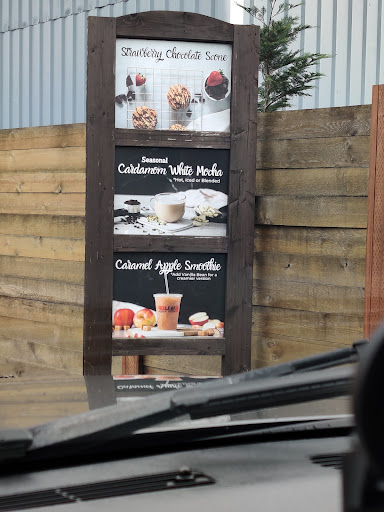 Strawberry Chocolate Scone
Seasonal
Cardamom White Mocha
*Hot, Iced or Blended
Caramel Apple Smoothie
*Add Vanilla Bean for a
creamier version